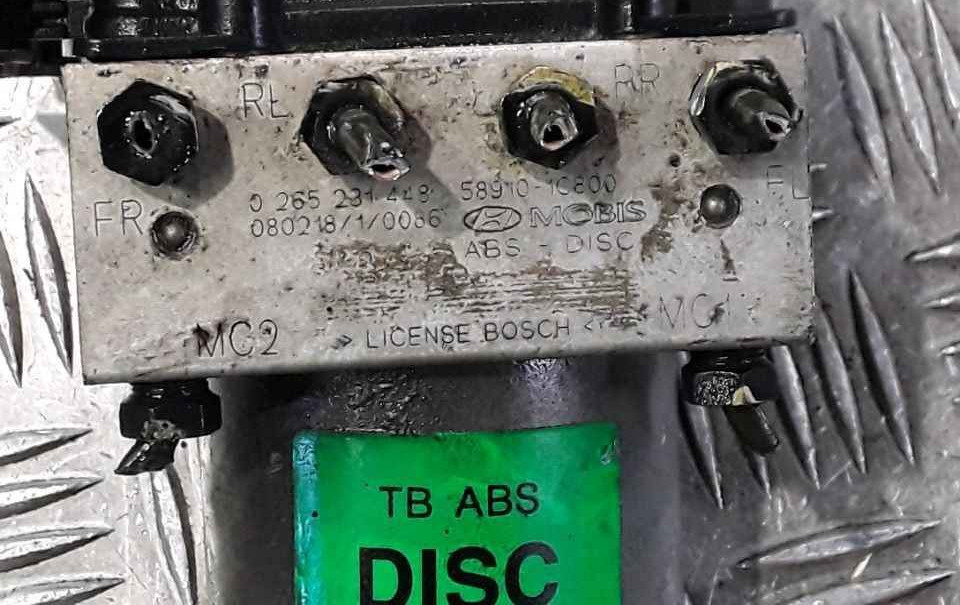 RL
RR
FR
FL
0 265 231 448 58910-1C800
080218/1/0086 MOBIS
ABS - DISC
MC2
LICENSE BOSCH
MC1
TB ABS
DISC